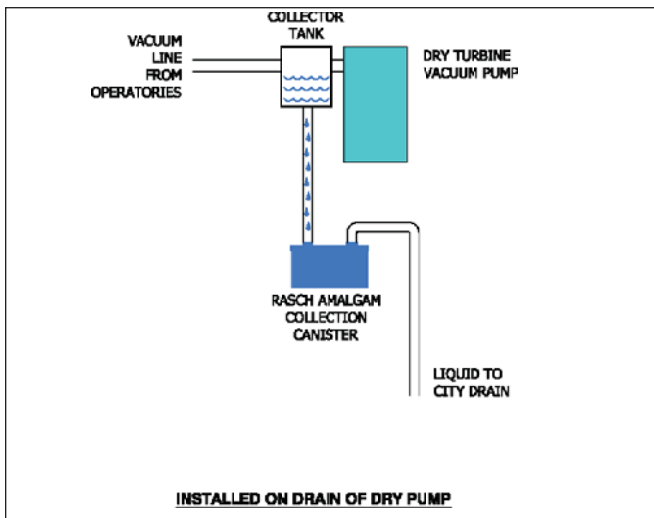 COLLECTOR
TANK
VACUUM
LINE
FROM
OPERATORIES
DRY TURBINE
VACUUM PUMP
RASCH AMALGAM
COLLECTION
CANISTER
LIQUID TO
CITY DRAIN
INSTALLED ON DRAIN OF DRY PUMP